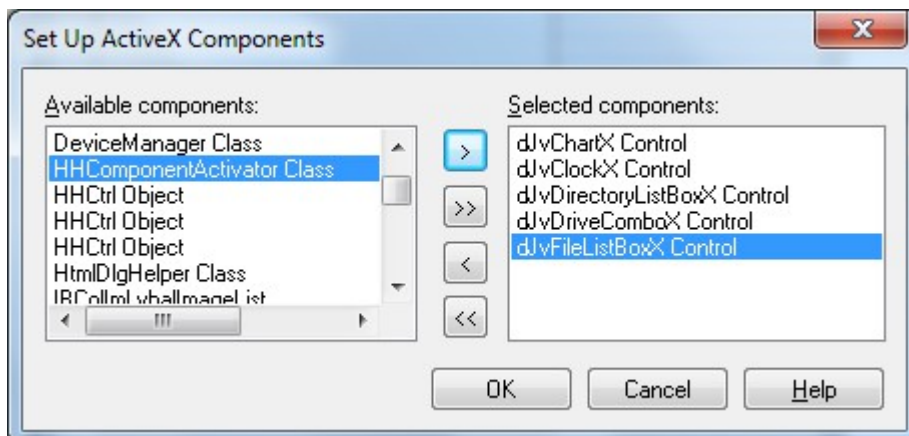 Set Up ActiveX Components
Available components:
DeviceManager Class
HHComponentActivator Class
HHCtrl Object
HHCtrl Object
HHCtrl Object
HtmlDlgHelper Class
>
>>
<
<<
Selected components:
dJvChartX Control
dJvClockX Control
dJvDirectoryListBoxX Control
dJvDriveComboX Control
dJvFileListBoxX Control
OK
Cancel
Help